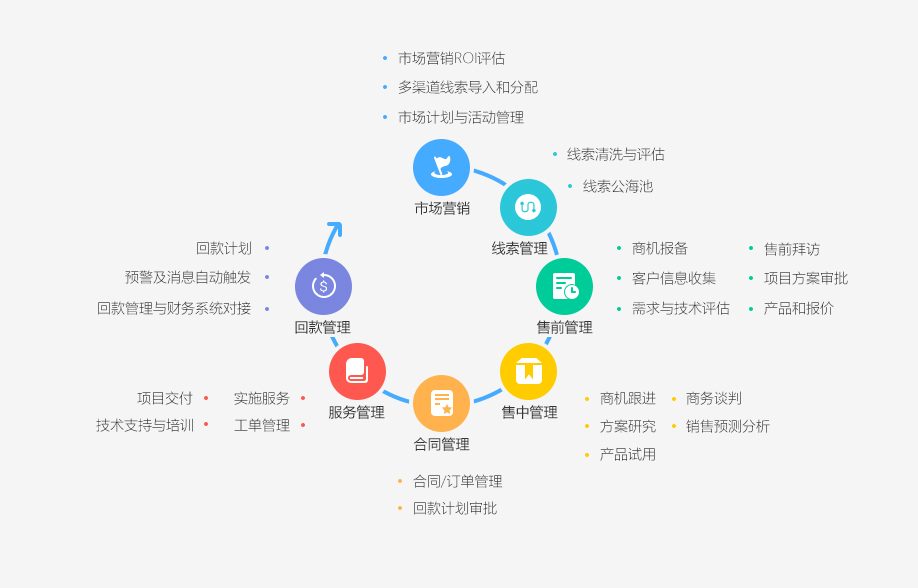 市场营销ROI评估
多渠道线索导入和分配
市场计划与活动管理
市场营销
线索清洗与评估
线索公海池
线索管理
商机报备
客户信息收集
需求与技术评估
售前拜访
项目方案审批
产品和报价
售前管理
商机跟进
方案研究
产品试用
商务谈判
销售预测分析
售中管理
合同管理
合同/订单管理
回款计划审批
服务管理
项目交付
技术支持与培训
实施服务
工单管理
回款计划
预警及消息自动触发
回款管理与财务系统对接
回款管理